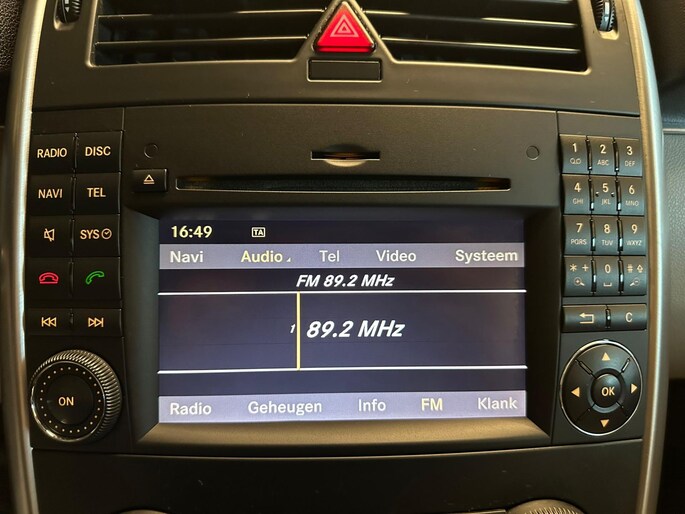 RADIO DISC
NAVI TEL
SYS
ON
16:49 TA
Navi Audio Tel Video Systeem
FM 89.2 MHz
1 89.2 MHz
Radio Geheugen Info FM Klank
1 2 ABC 3 DEF
4 GHI 5 JKL 6 MNO
7 PQRS 8 TUV 9 WXYZ
* + 0 ⇧ #
C
OK